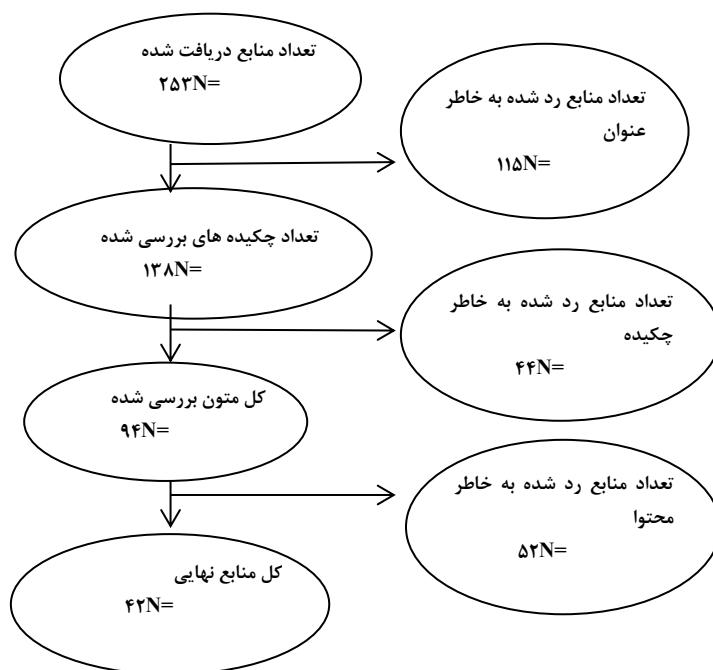 تعداد منابع دریافت شده
۲۵۳N=
تعداد منابع رد شده به خاطر
عنوان
۱۱۵N=
تعداد چکیده های بررسی شده
۱۳۸N=
تعداد منابع رد شده به خاطر
چکیده
۴۴N=
کل متون بررسی شده
۹۴N=
تعداد منابع رد شده به خاطر
محتوا
۵۲N=
کل منابع نهایی
۴۲N=